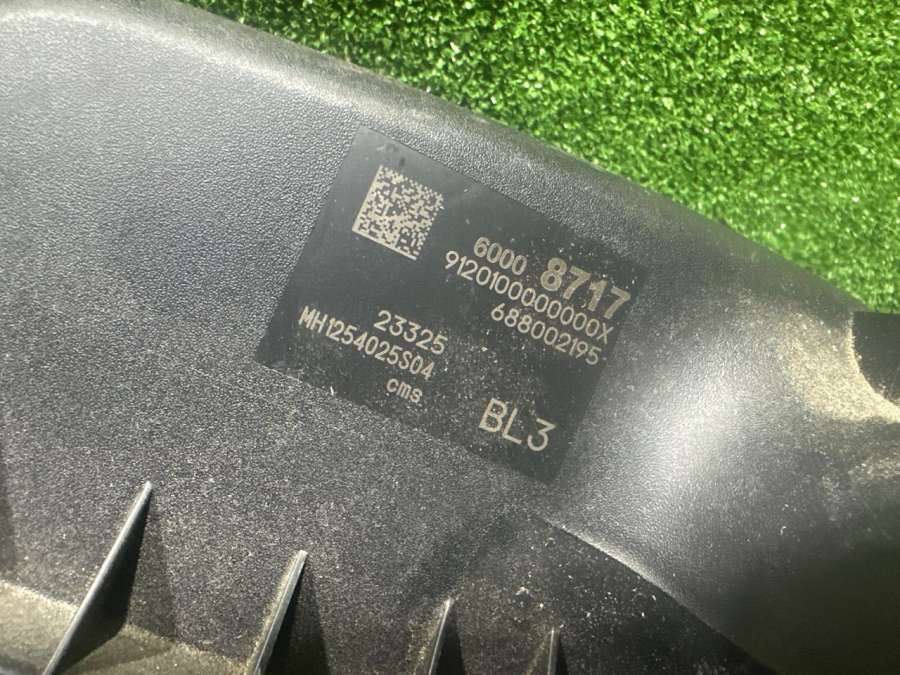 6000 8717
9120100000000X
688002195
23325
MH1254025S04
cms
BL3